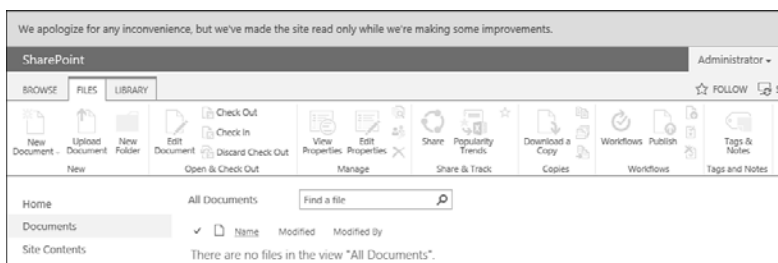 We apologize for any inconvenience, but we've made the site read only while we're making some improvements.
SharePoint
Administrator
BROWSE FILES LIBRARY
FOLLOW
New Document
Upload Document
New Folder
New
Edit Document
Check Out
Check In
Discard Check Out
Open & Check Out
View Properties
Edit Properties
Manage
Share
Popularity Trends
Share & Track
Download a Copy
Copies
Workflows
Publish
Workflows
Tags & Notes
Tags and Notes
Home
Documents
Site Contents
All Documents
Find a file
Name Modified Modified By
There are no files in the view "All Documents".